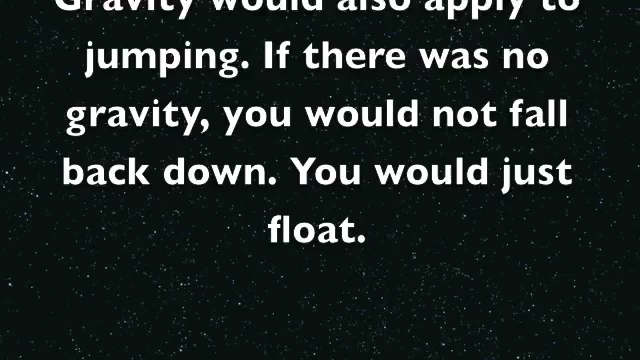 Gravity would also apply to
jumping. If there was no
gravity, you would not fall
back down. You would just
float.